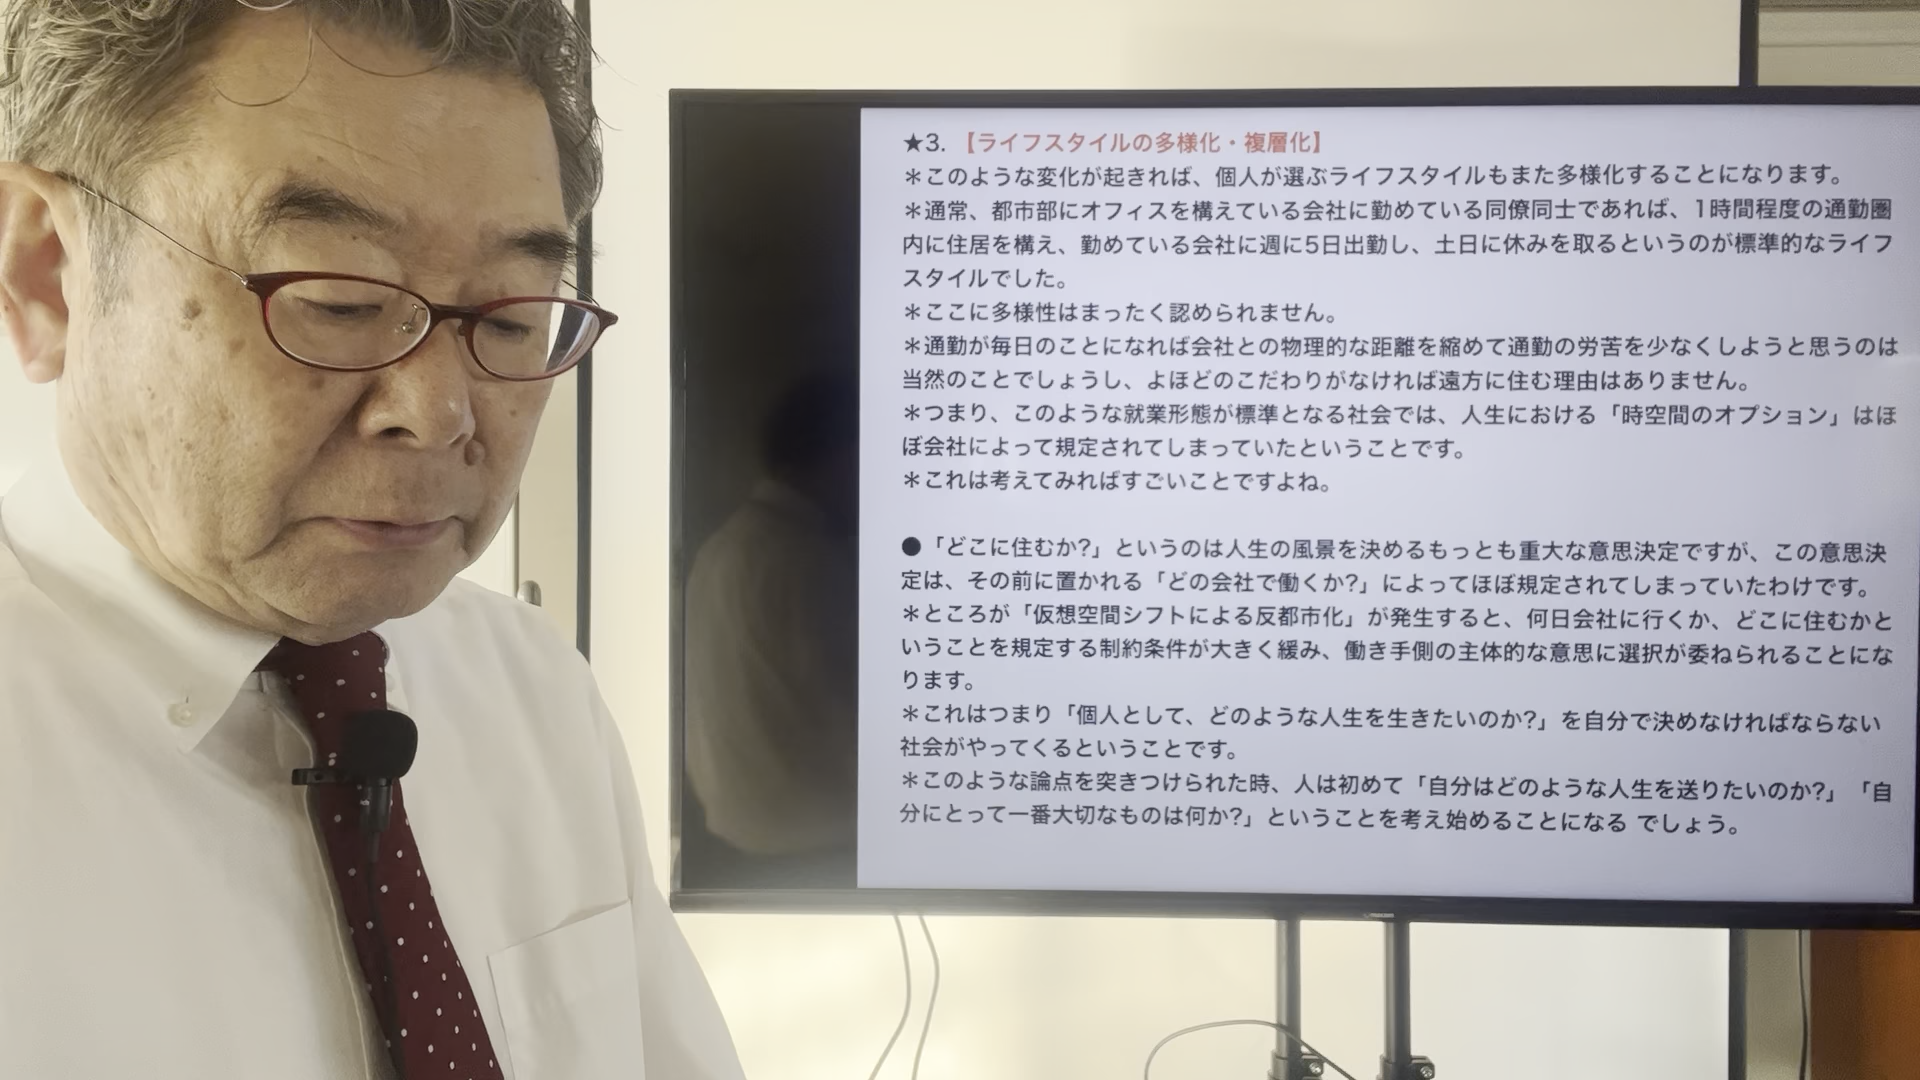 ★3. 【ライフスタイルの多様化・複層化】
＊このような変化が起きれば、個人が選ぶライフスタイルもまた多様化することになります。
＊通常、都市部にオフィスを構えている会社に勤めている同僚同士であれば、1時間程度の通勤圏
内に住居を構え、勤めている会社に週に5日出勤し、土日に休みを取るというのが標準的なライフ
スタイルでした。
＊ここに多様性はまったく認められません。
＊通勤が毎日のことになれば会社との物理的な距離を縮めて通勤の労苦を少なくしようと思うのは
当然のことでしょうし、よほどのこだわりがなければ遠方に住む理由はありません。
＊つまり、このような就業形態が標準となる社会では、人生における「時空間のオプション」はほ
ぼ会社によって規定されてしまっていたということです。
＊これは考えてみればすごいことですよね。
●「どこに住むか?」というのは人生の風景を決めるもっとも重大な意思決定ですが、この意思決
定は、その前に置かれる「どの会社で働くか?」によってほぼ規定されてしまっていたわけです。
＊ところが「仮想空間シフトによる反都市化」が発生すると、何日会社に行くか、どこに住むかと
いうことを規定する制約条件が大きく緩み、働き手側の主体的な意思に選択が委ねられることにな
ります。
＊これはつまり「個人として、どのような人生を生きたいのか?」を自分で決めなければならない
社会がやってくるということです。
＊このような論点を突きつけられた時、人は初めて「自分はどのような人生を送りたいのか?」「自
分にとって一番大切なものは何か?」ということを考え始めることになる でしょう。